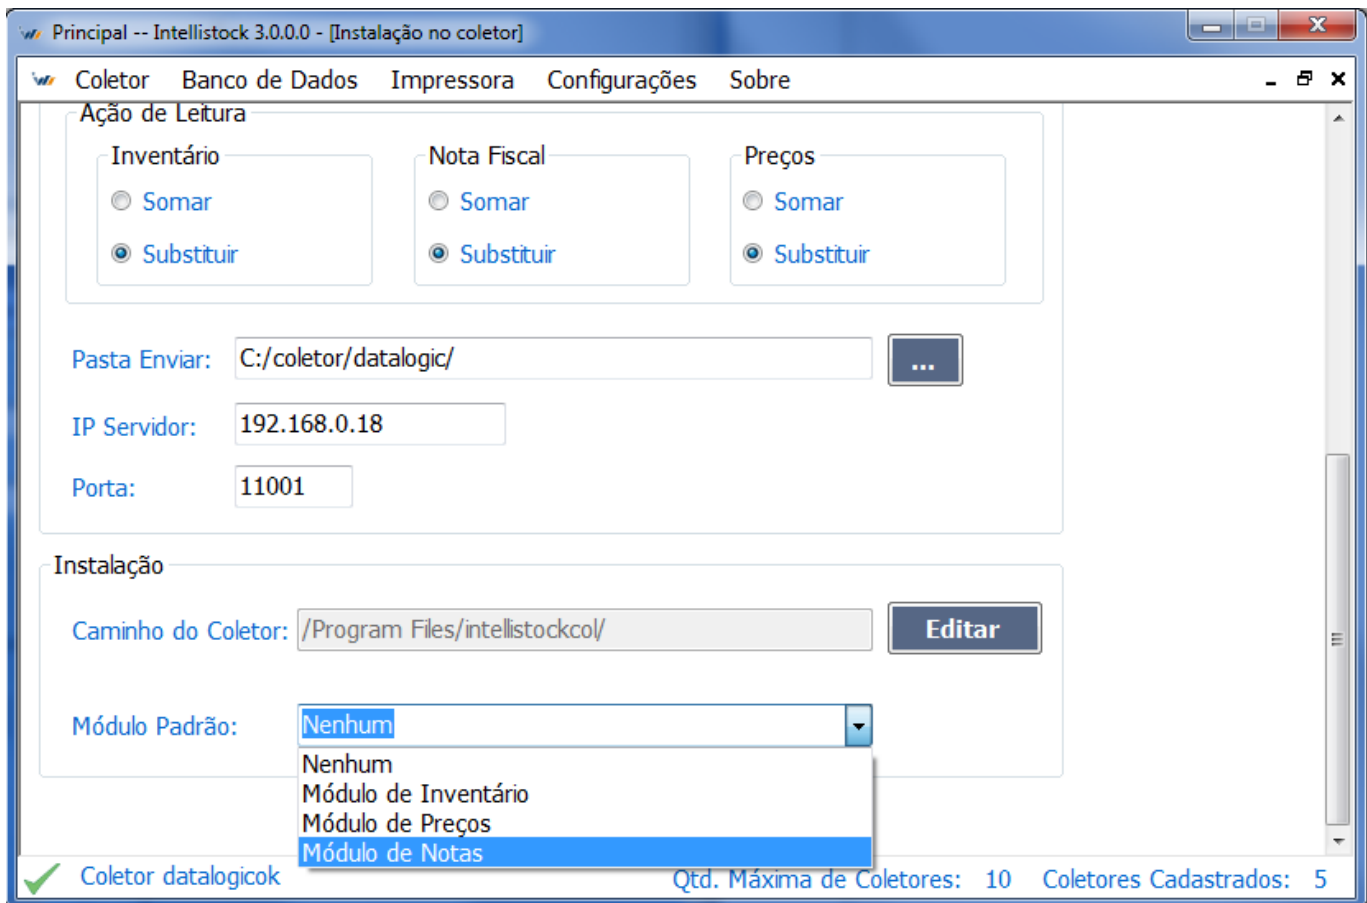 Principal -- Intellistock 3.0.0.0 - [Instalação no coletor]
Coletor Banco de Dados Impressora Configurações Sobre
Ação de Leitura
Inventário Nota Fiscal Preços
Somar Somar Somar
Substituir Substituir Substituir
Pasta Enviar: C:/coletor/datalogic/ ...
IP Servidor: 192.168.0.18
Porta: 11001
Instalação
Caminho do Coletor: /Program Files/intellistockcol/ Editar
Módulo Padrão: Nenhum
Nenhum
Módulo de Inventário
Módulo de Preços
Módulo de Notas
Coletor datalogicok Qtd. Máxima de Coletores: 10 Coletores Cadastrados: 5